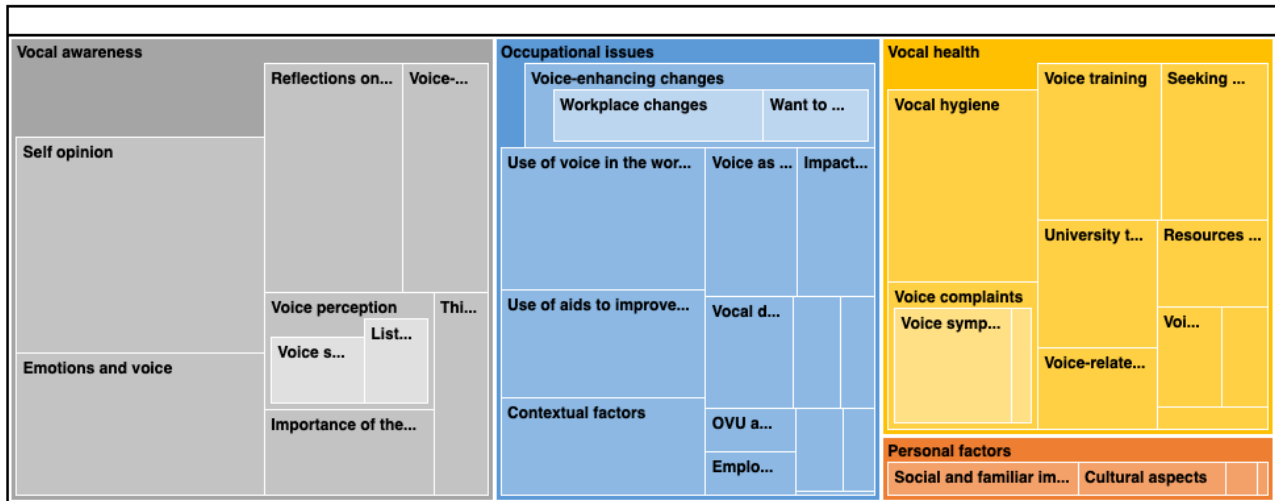 Vocal awareness
Reflections on...
Voice-...
Self opinion
Emotions and voice
Voice perception
Voice s...
List...
Thi...
Importance of the...
Occupational issues
Voice-enhancing changes
Workplace changes
Want to ...
Use of voice in the wor...
Voice as ...
Impact...
Use of aids to improve...
Vocal d...
Contextual factors
OVU a...
Emplo...
Vocal health
Vocal hygiene
Voice training
Seeking ...
Voice complaints
Voice symp...
University t...
Resources ...
Voi...
Voice-relate...
Personal factors
Social and familiar im...
Cultural aspects